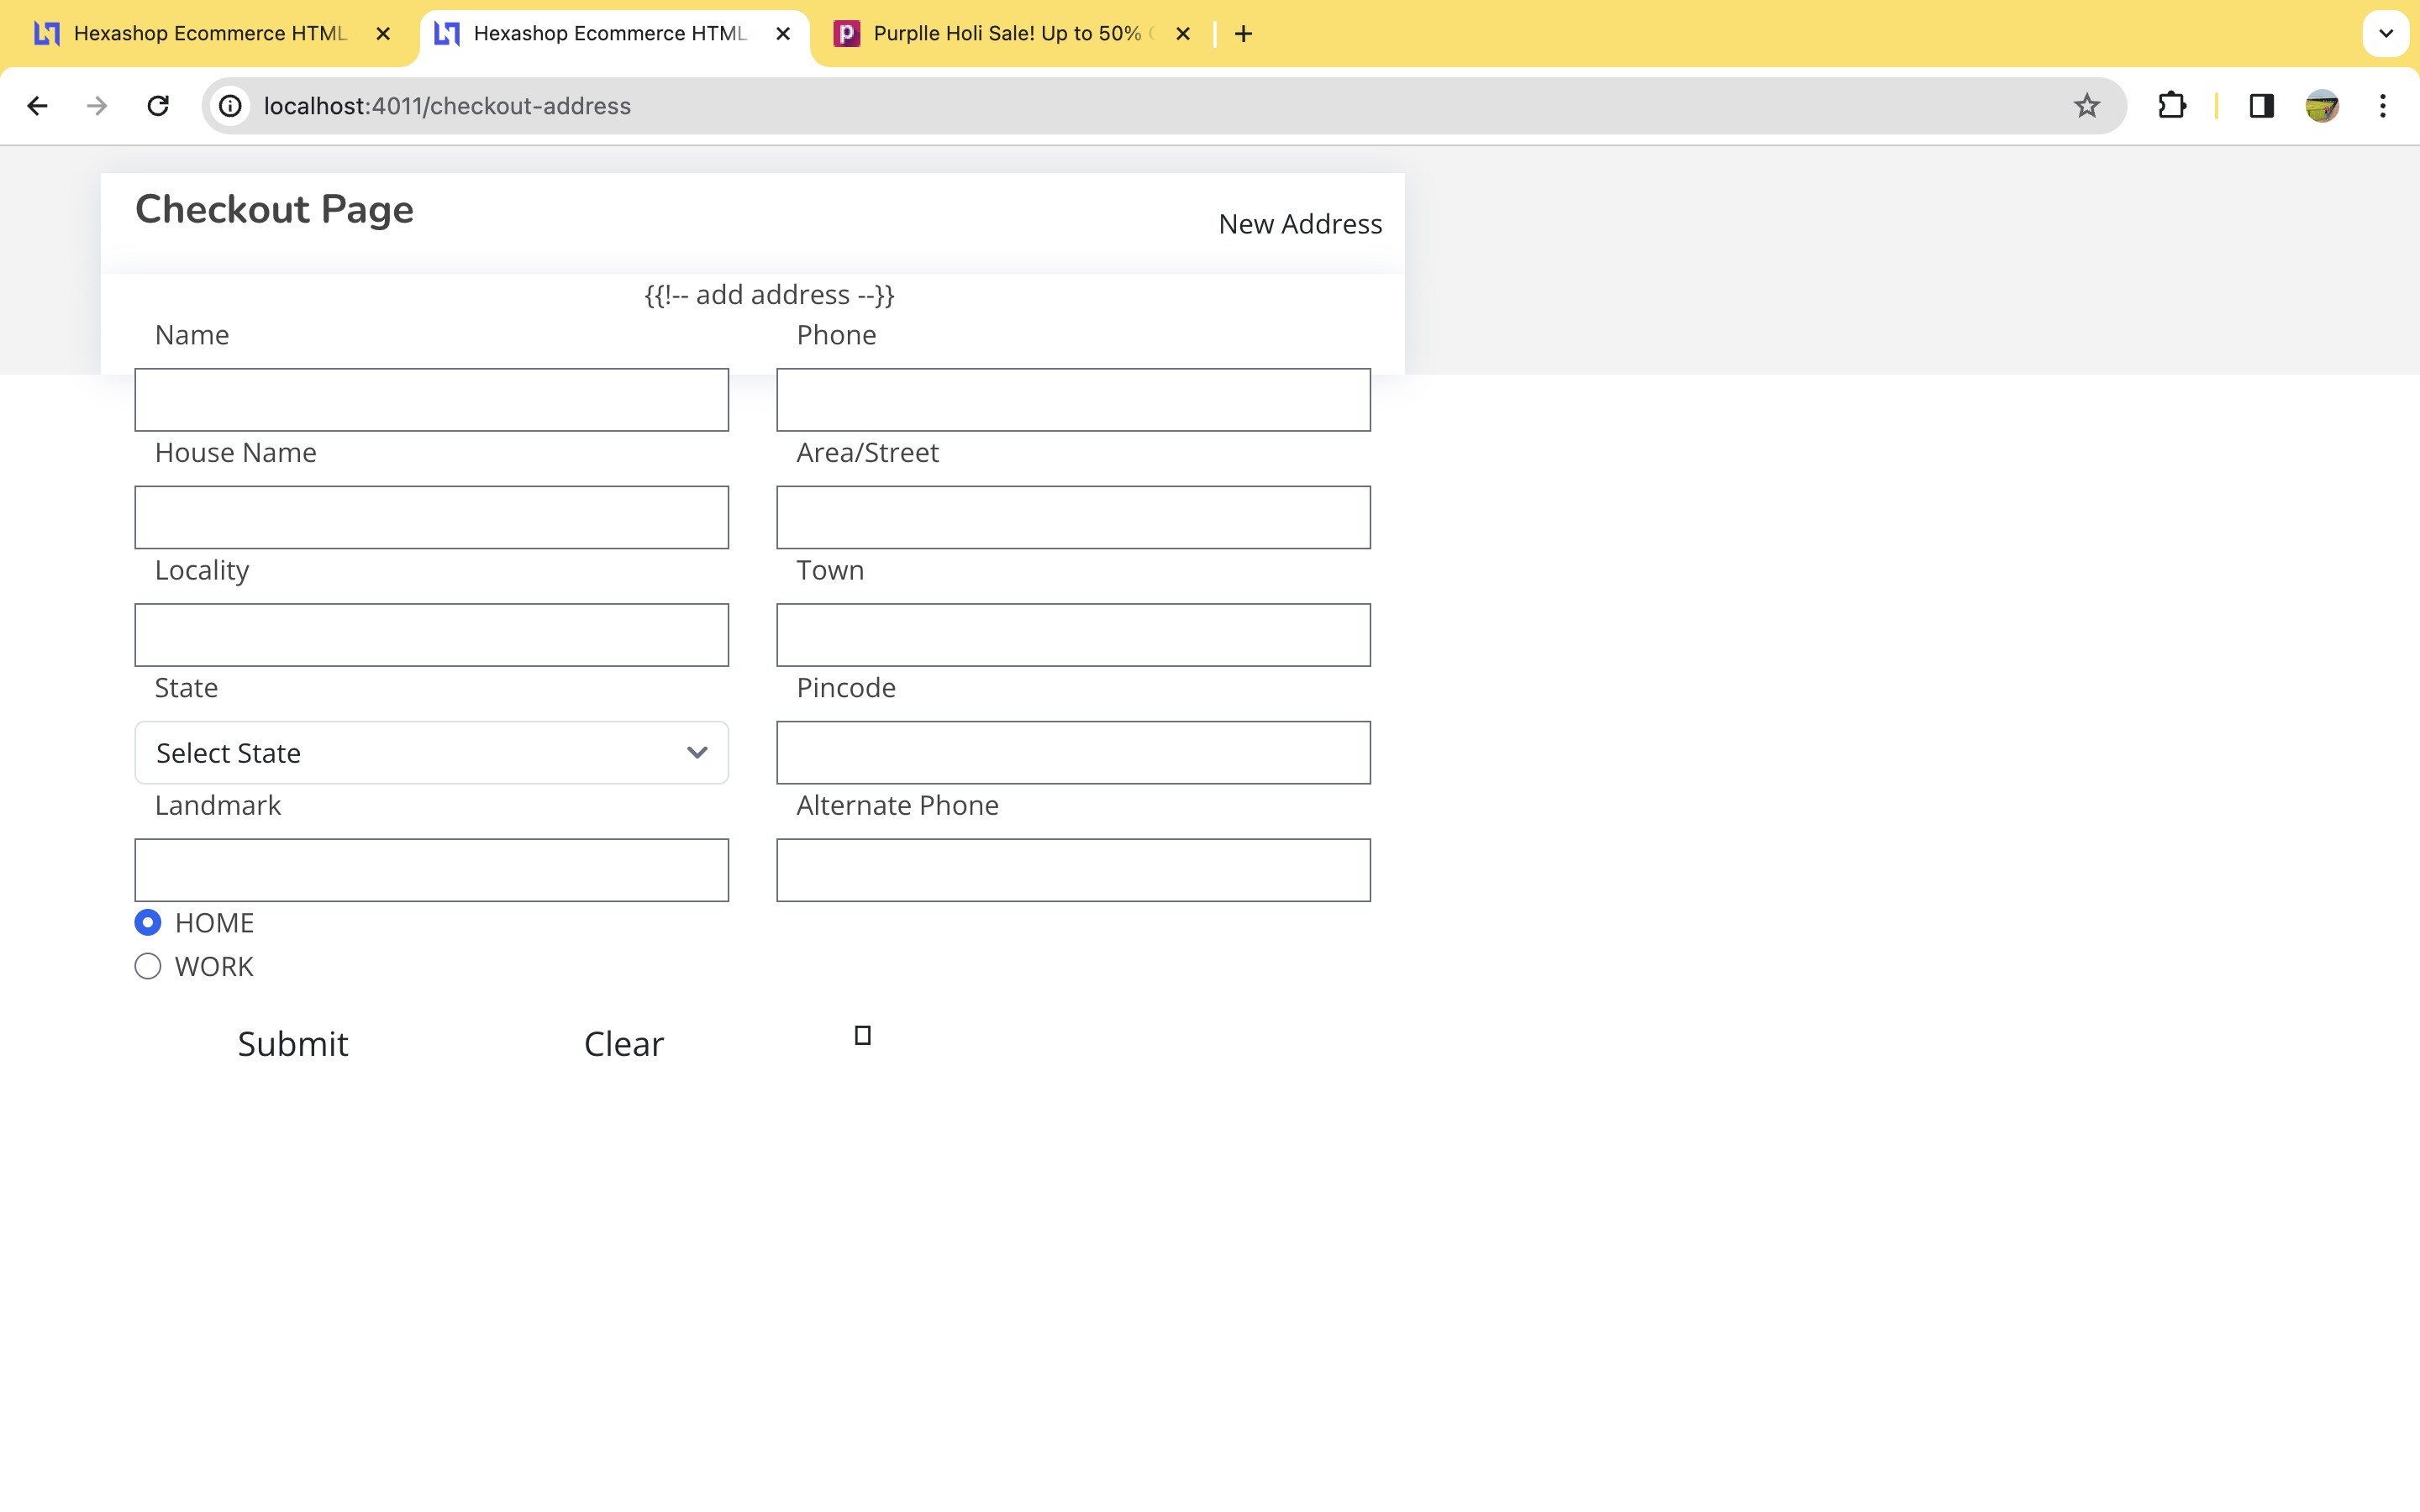 Hexashop Ecommerce HTML
Hexashop Ecommerce HTML
Purplle Holi Sale! Up to 50%
localhost:4011/checkout-address
Checkout Page
New Address
{{!-- add address --}}
Name
Phone
House Name
Area/Street
Locality
Town
State
Pincode
Select State
Landmark
Alternate Phone
HOME
WORK
Submit
Clear